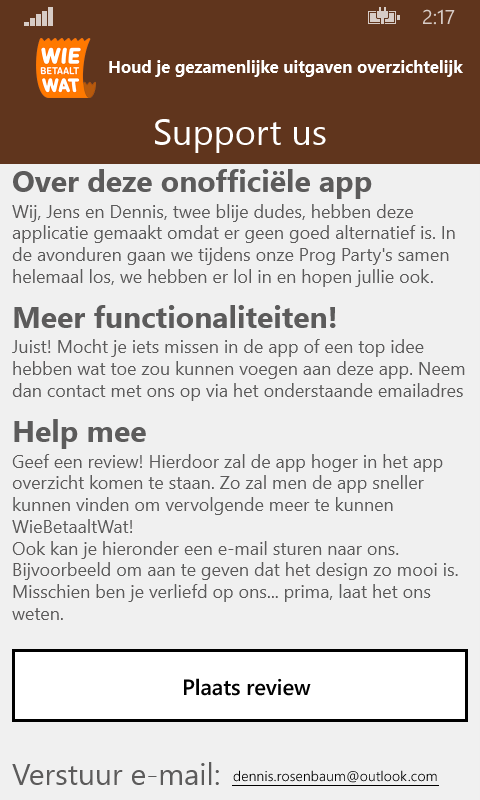 2:17
WIE
BETAALT
WAT
Houd je gezamenlijke uitgaven overzichtelijk
Support us
Over deze onofficiële app
Wij, Jens en Dennis, twee blije dudes, hebben deze
applicatie gemaakt omdat er geen goed alternatief is. In
de avonduren gaan we tijdens onze Prog Party's samen
helemaal los, we hebben er lol in en hopen jullie ook.
Meer functionaliteiten!
Juist! Mocht je iets missen in de app of een top idee
hebben wat toe zou kunnen voegen aan deze app. Neem
dan contact met ons op via het onderstaande emailadres
Help mee
Geef een review! Hierdoor zal de app hoger in het app
overzicht komen te staan. Zo zal men de app sneller
kunnen vinden om vervolgende meer te kunnen
WieBetaaltWat!
Ook kan je hieronder een e-mail sturen naar ons.
Bijvoorbeeld om aan te geven dat het design zo mooi is.
Misschien ben je verliefd op ons... prima, laat het ons
weten.
Plaats review
Verstuur e-mail: dennis.rosenbaum@outlook.com